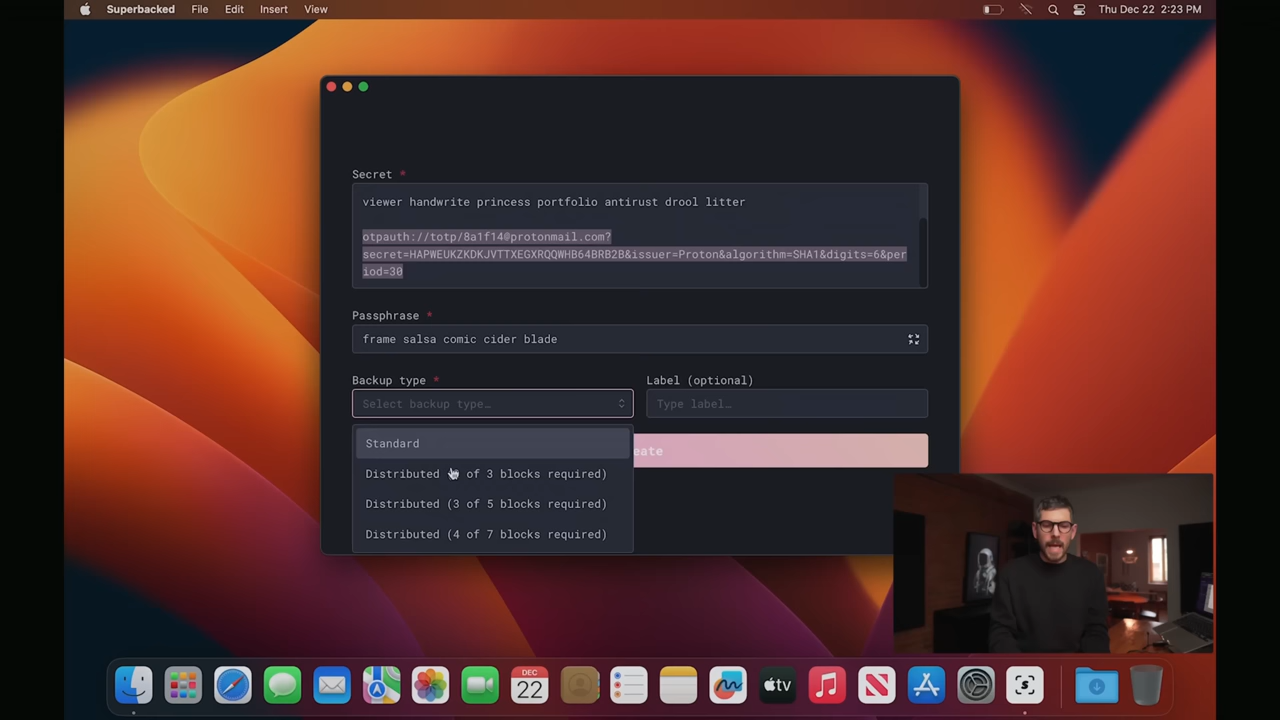 Superbacked File Edit Insert View Thu Dec 22 2:23 PM
Secret *
viewer handwrite princess portfolio antirust drool litter
otpauth://totp/8a1f14@protonmail.com?
secret=HAPWEUKZKDKJVTTXEGXRQQWHB64BRB2B&issuer=Proton&algorithm=SHA1&digits=6&per
iod=30
Passphrase *
frame salsa comic cider blade
Backup type * Label (optional)
Select backup type… Type label…
Standard
eate
Distributed of 3 blocks required)
Distributed (3 of 5 blocks required)
Distributed (4 of 7 blocks required)
DEC
22
tv